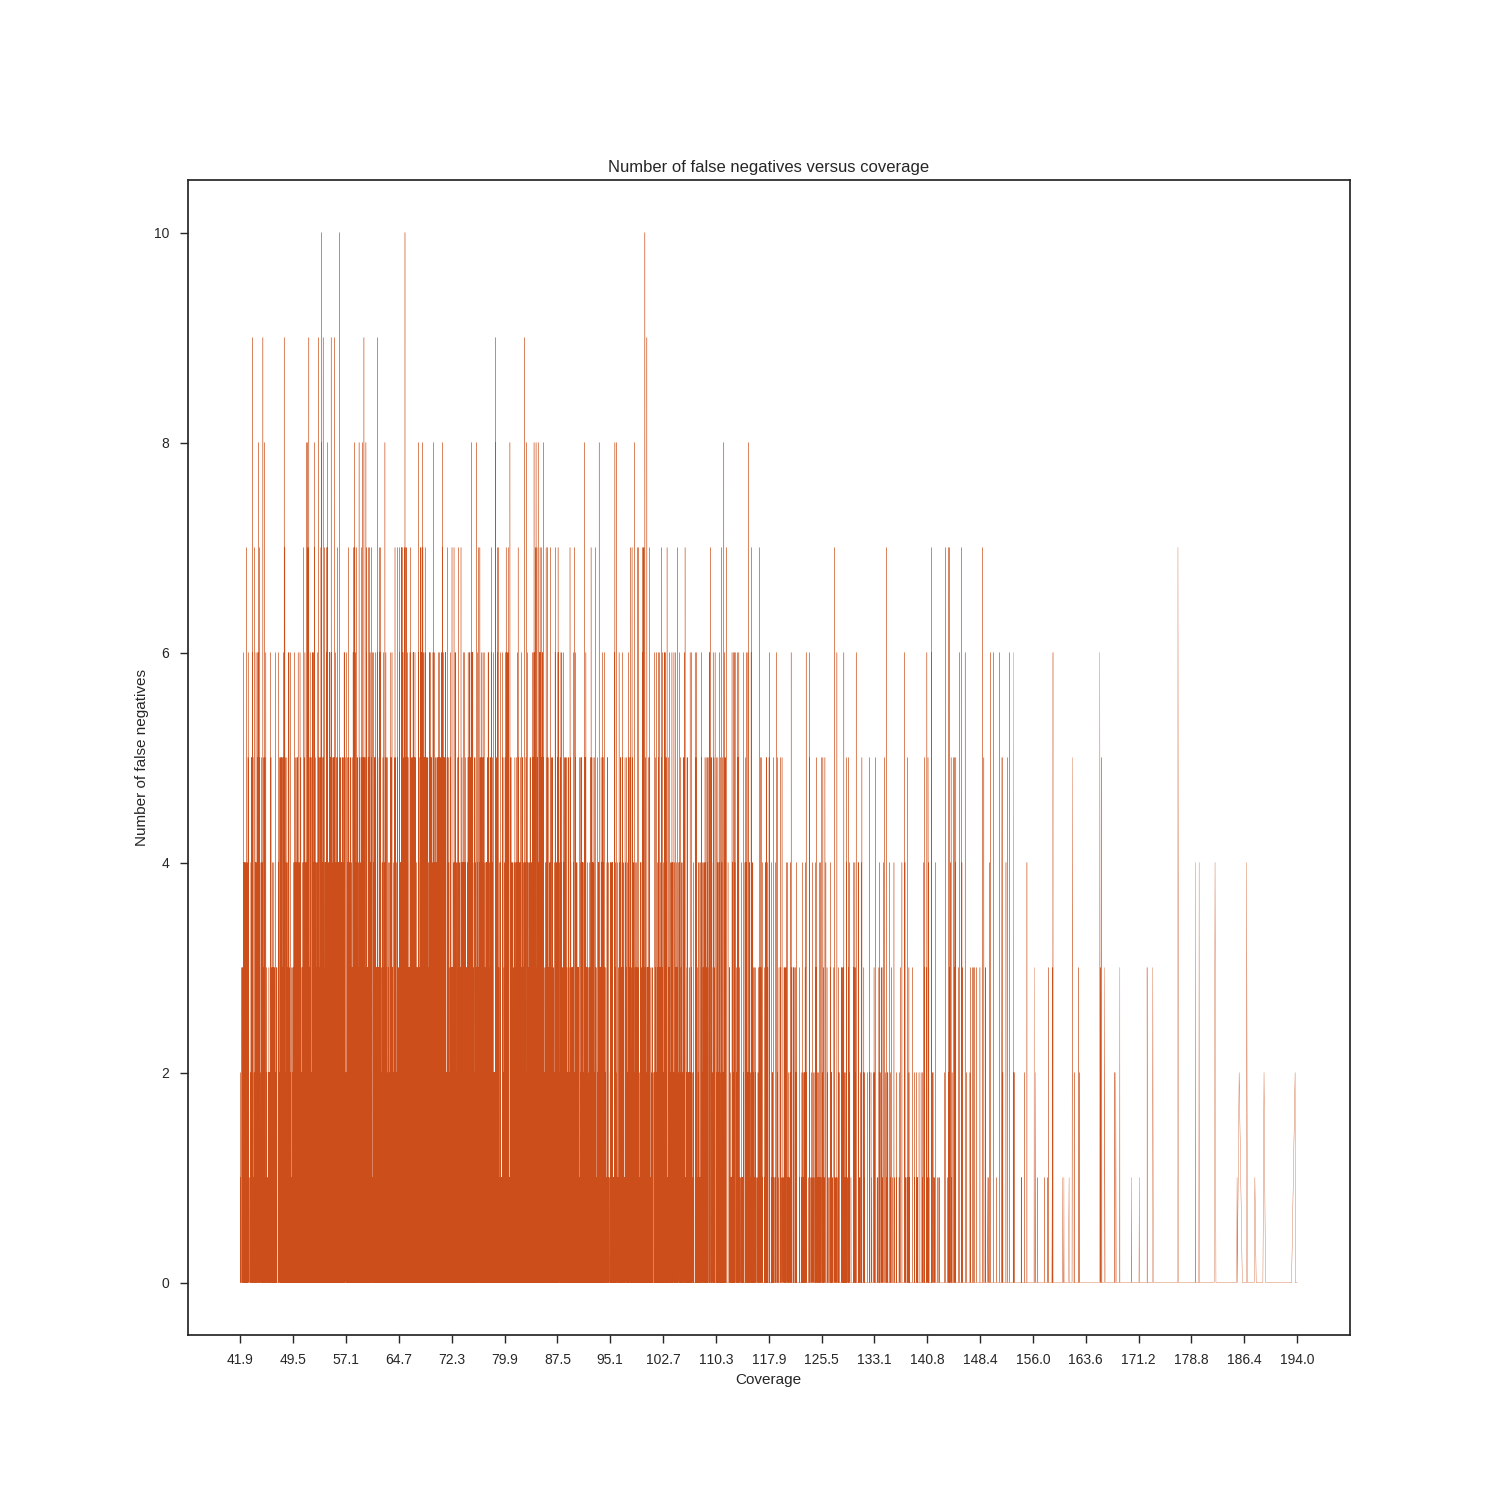 Number of false negatives versus coverage
10
8
6
4
2
0
Number of false negatives
41.9 49.5 57.1 64.7 72.3 79.9 87.5 95.1 102.7 110.3 117.9 125.5 133.1 140.8 148.4 156.0 163.6 171.2 178.8 186.4 194.0
Coverage